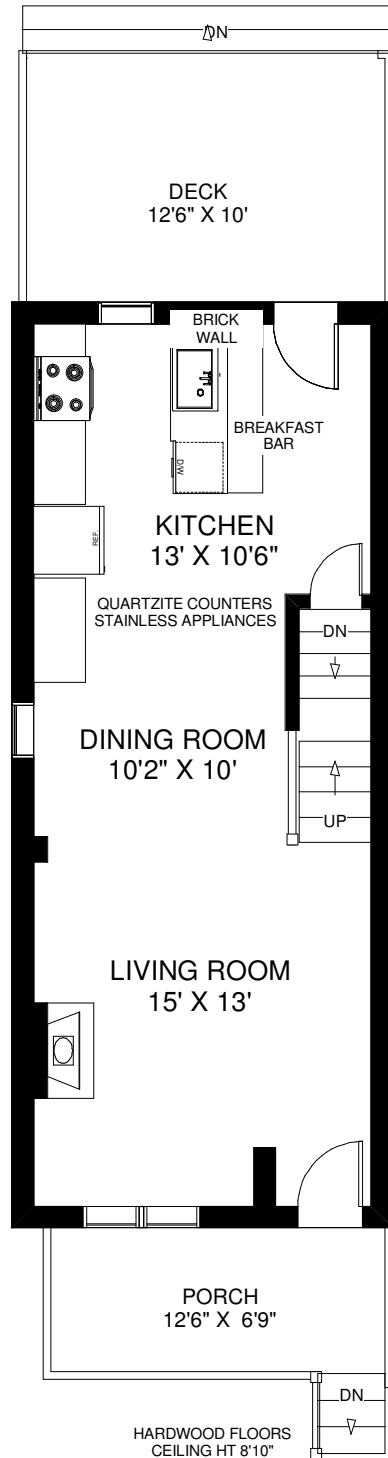 DN
DECK
12'6" X 10'
BRICK
WALL
BREAKFAST
BAR
D/W
KITCHEN
13' X 10'6"
REF.
QUARTZITE COUNTERS
STAINLESS APPLIANCES
DN
DINING ROOM
10'2" X 10'
UP
LIVING ROOM
15' X 13'
PORCH
12'6" X 6'9"
DN
HARDWOOD FLOORS
CEILING HT 8'10"